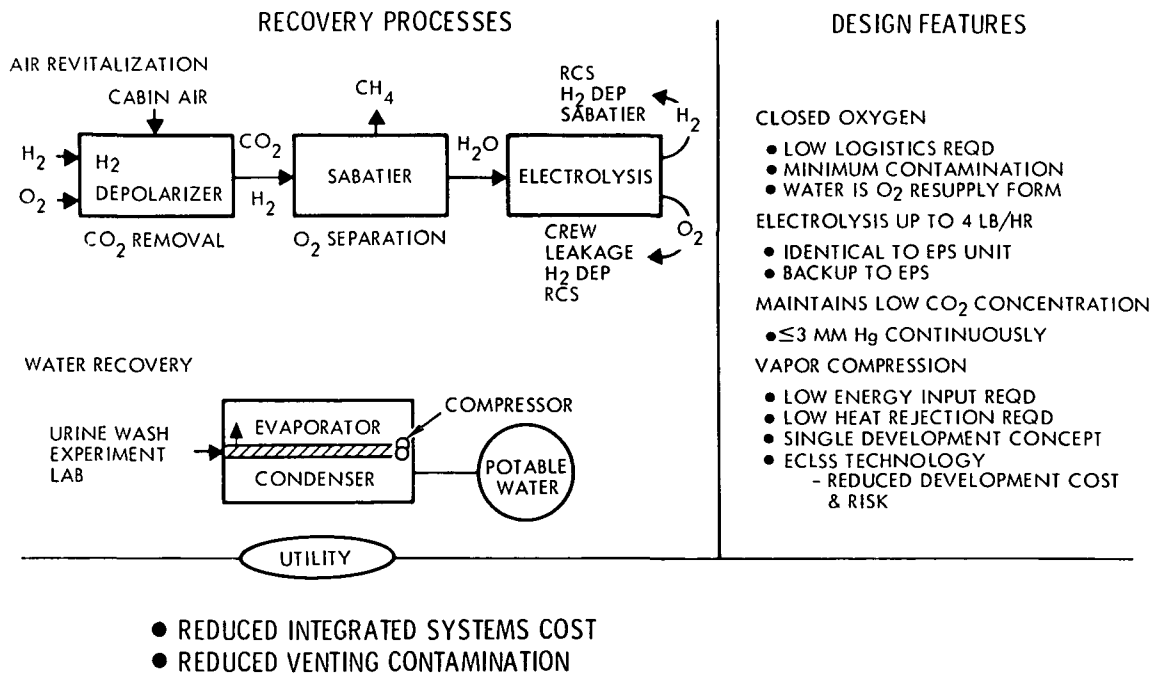 RECOVERY PROCESSES
AIR REVITALIZATION
CABIN AIR
H2
O2
H2
DEPOLARIZER
CO2 REMOVAL
CO2
H2
CH4
SABATIER
O2 SEPARATION
H2O
ELECTROLYSIS
RCS
H2 DEP
SABATIER
H2
O2
CREW
LEAKAGE
H2 DEP
RCS
WATER RECOVERY
URINE WASH
EXPERIMENT
LAB
EVAPORATOR
CONDENSER
COMPRESSOR
POTABLE
WATER
DESIGN FEATURES
CLOSED OXYGEN
● LOW LOGISTICS REQD
● MINIMUM CONTAMINATION
● WATER IS O2 RESUPPLY FORM
ELECTROLYSIS UP TO 4 LB/HR
● IDENTICAL TO EPS UNIT
● BACKUP TO EPS
MAINTAINS LOW CO2 CONCENTRATION
●≤3 MM Hg CONTINUOUSLY
VAPOR COMPRESSION
● LOW ENERGY INPUT REQD
● LOW HEAT REJECTION REQD
● SINGLE DEVELOPMENT CONCEPT
● ECLSS TECHNOLOGY
– REDUCED DEVELOPMENT COST
& RISK
UTILITY
● REDUCED INTEGRATED SYSTEMS COST
● REDUCED VENTING CONTAMINATION